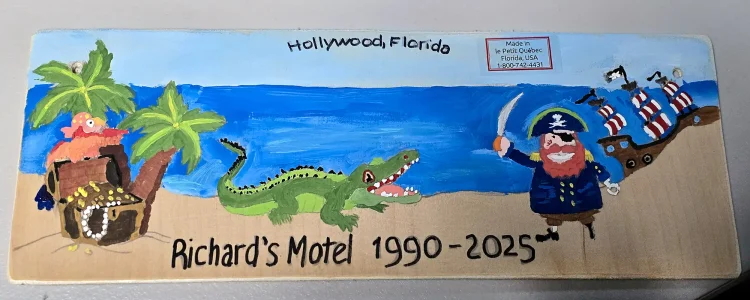 Hollywood, Florida
Made in
le Petit Québec
Florida, USA
1-800-742-4431
Richard's Motel 1990-2025